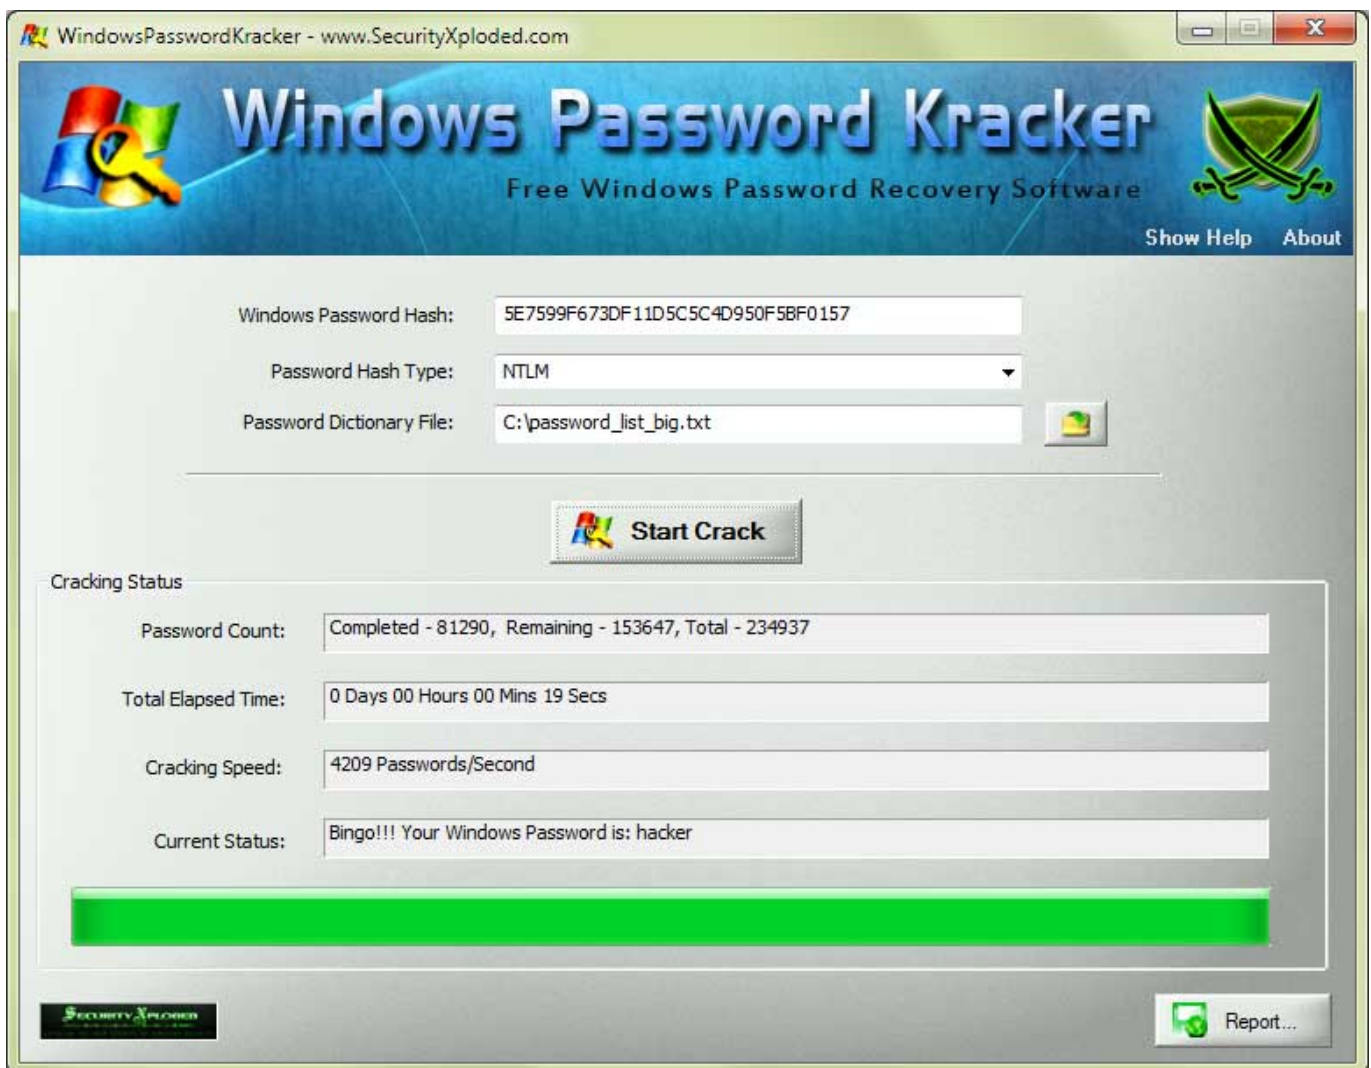 WindowsPasswordKracker - www.SecurityXploded.com
Windows Password Kracker
Free Windows Password Recovery Software
Show Help About
Windows Password Hash: 5E7599F673DF11D5C5C4D950F5BF0157
Password Hash Type: NTLM
Password Dictionary File: C:\password_list_big.txt
Start Crack
Cracking Status
Password Count: Completed - 81290, Remaining - 153647, Total - 234937
Total Elapsed Time: 0 Days 00 Hours 00 Mins 19 Secs
Cracking Speed: 4209 Passwords/Second
Current Status: Bingo!!! Your Windows Password is: hacker
SecurityXploded
Report...